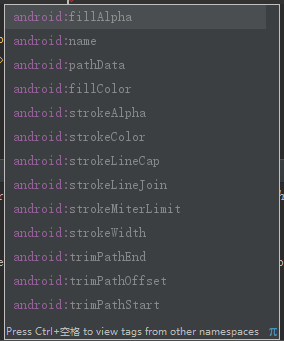 android:fillAlpha
android:name
android:pathData
android:fillColor
android:strokeAlpha
android:strokeColor
android:strokeLineCap
android:strokeLineJoin
android:strokeMiterLimit
android:strokeWidth
android:trimPathEnd
android:trimPathOffset
android:trimPathStart
Press Ctrl+空格 to view tags from other namespaces π